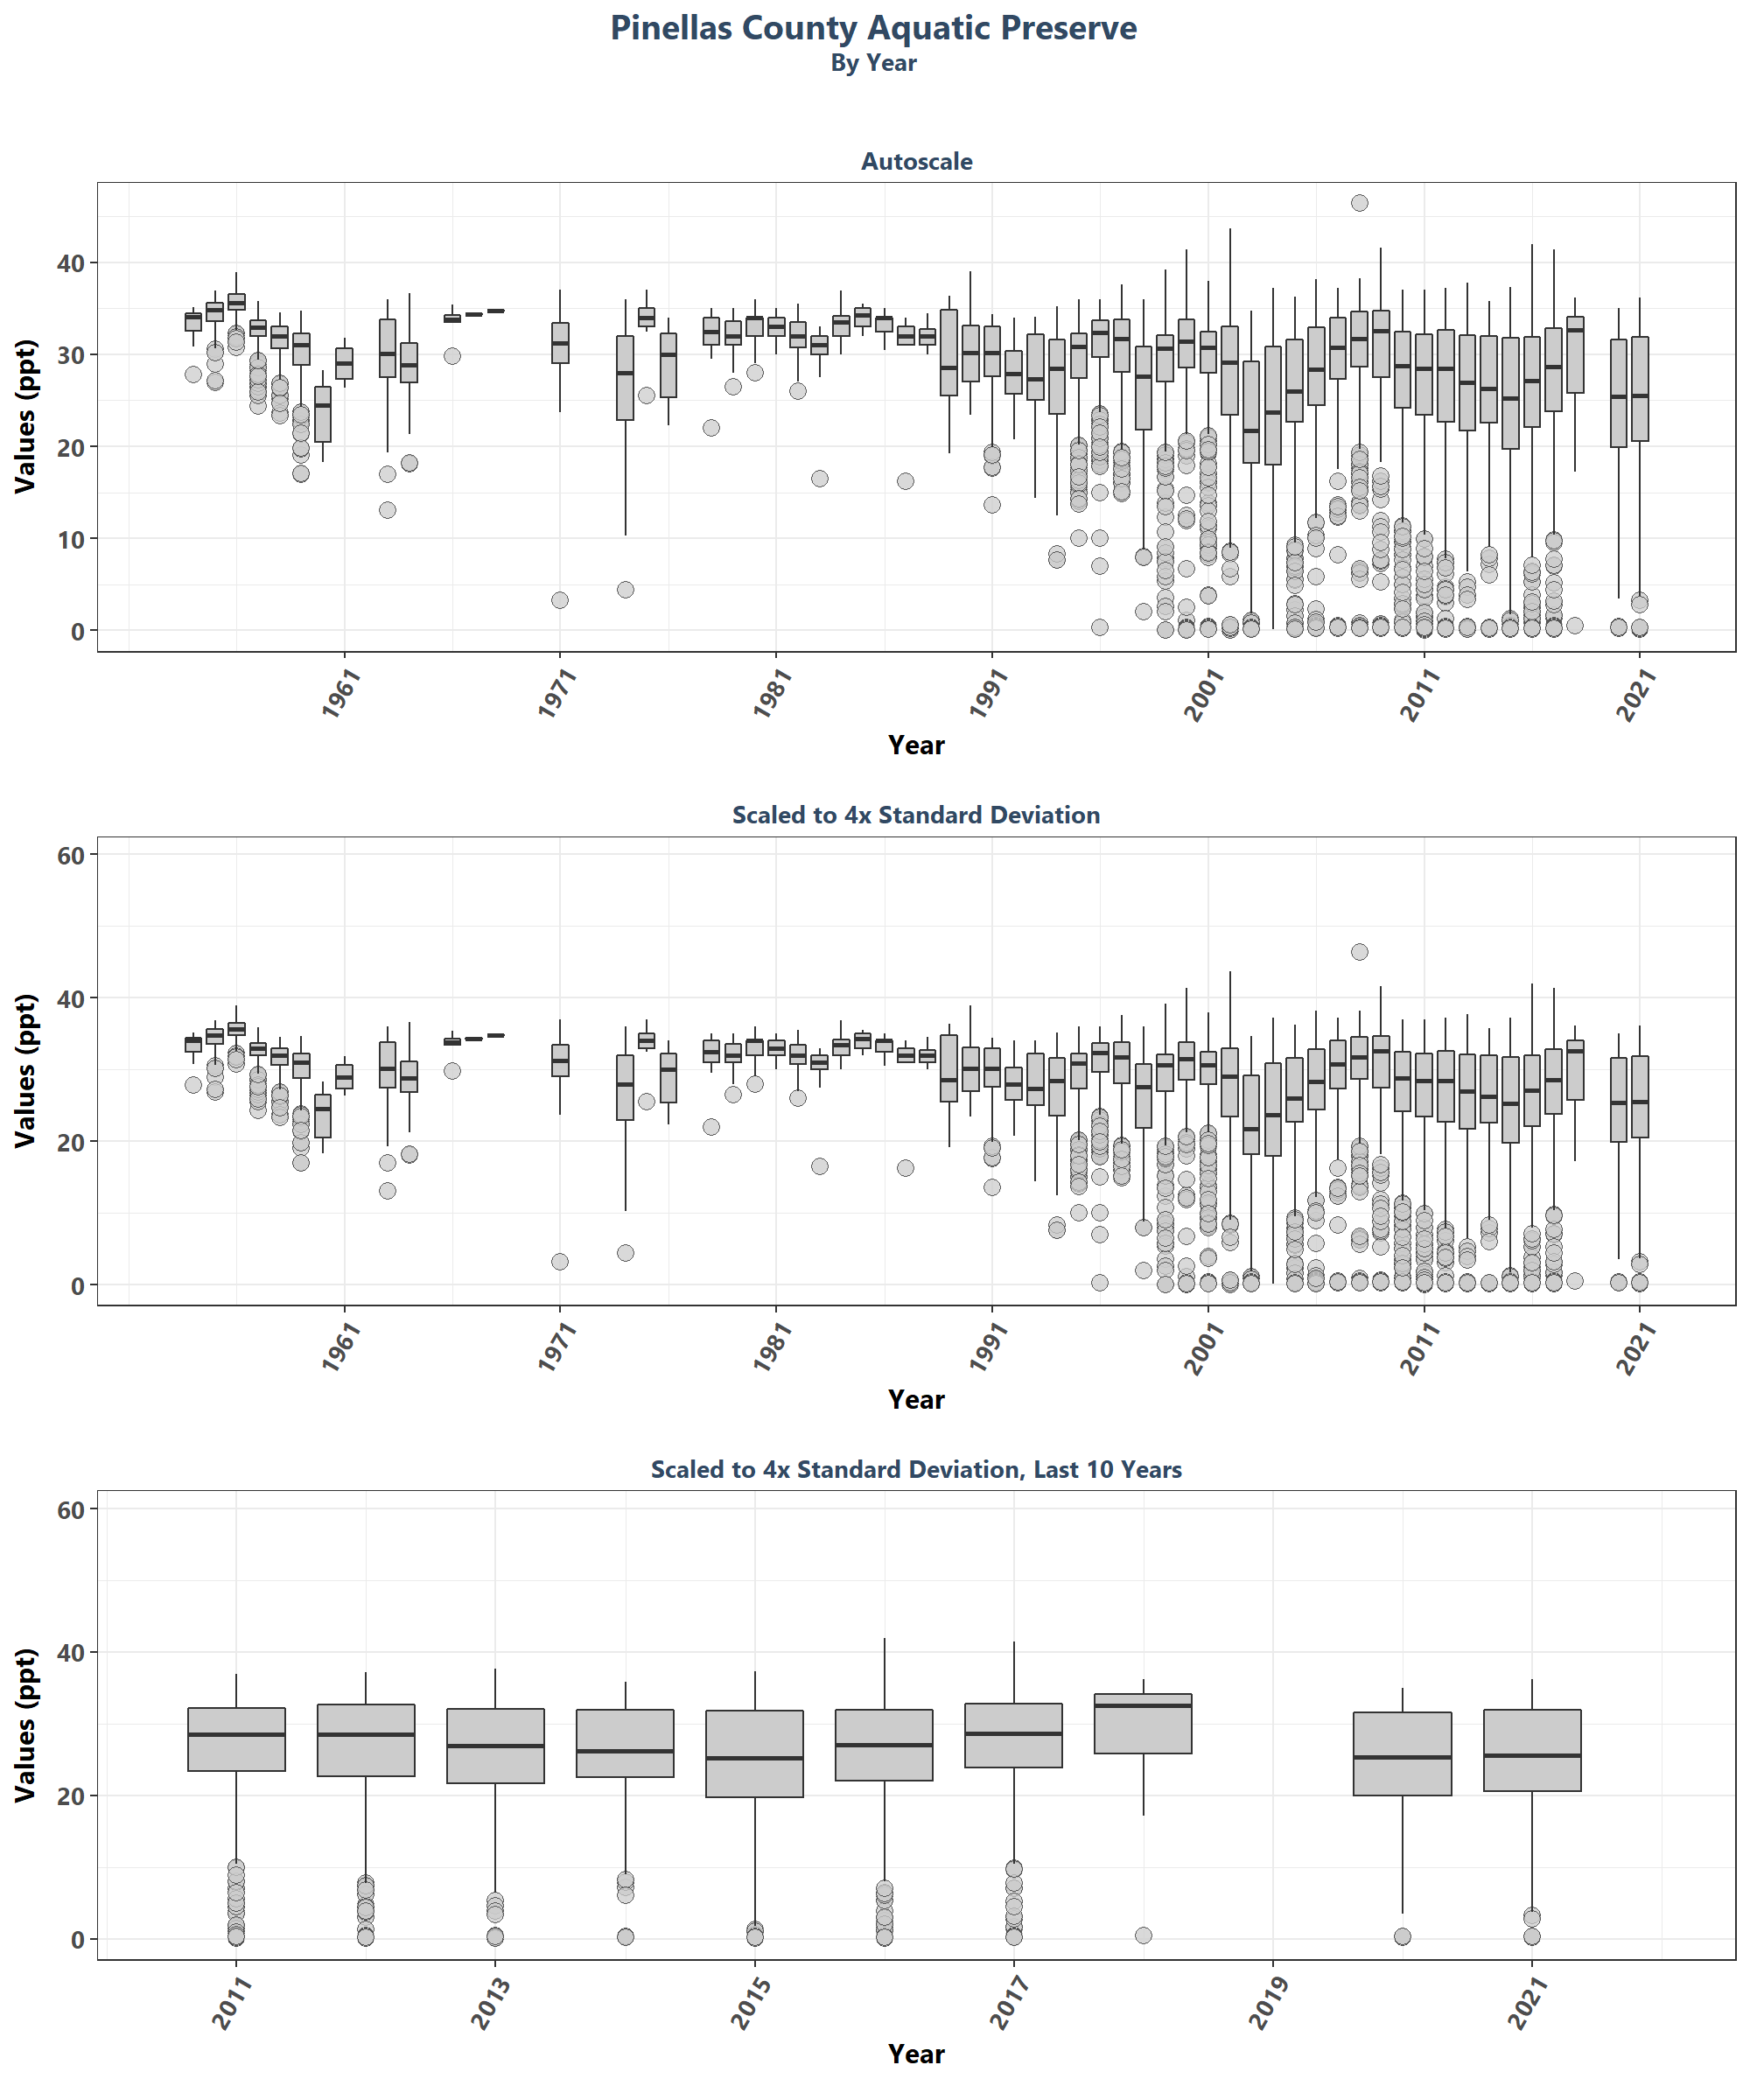 Pinellas County Aquatic Preserve
By Year
Autoscale
Values (ppt)
40
30
20
10
0
1961 1971 1981 1991 2001 2011 2021
Year
Scaled to 4x Standard Deviation
Values (ppt)
60
40
20
0
1961 1971 1981 1991 2001 2011 2021
Year
Scaled to 4x Standard Deviation, Last 10 Years
Values (ppt)
60
40
20
0
2011 2013 2015 2017 2019 2021
Year